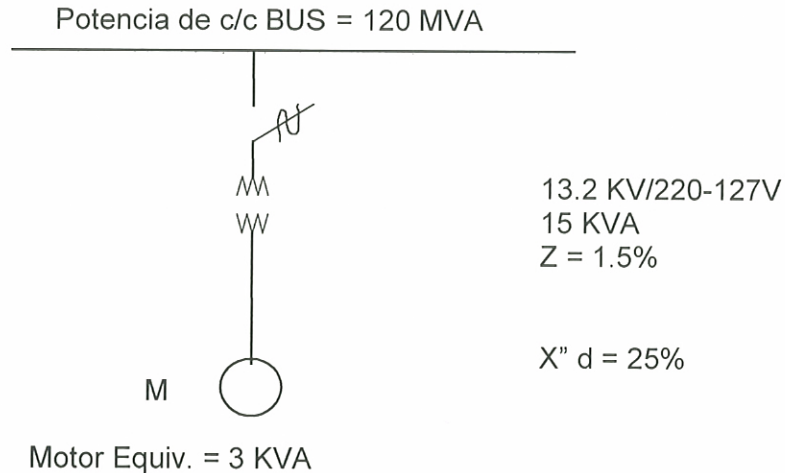 Potencia de c/c BUS = 120 MVA
13.2 KV/220-127V
15 KVA
Z = 1.5%
X” d = 25%
M
Motor Equiv. = 3 KVA